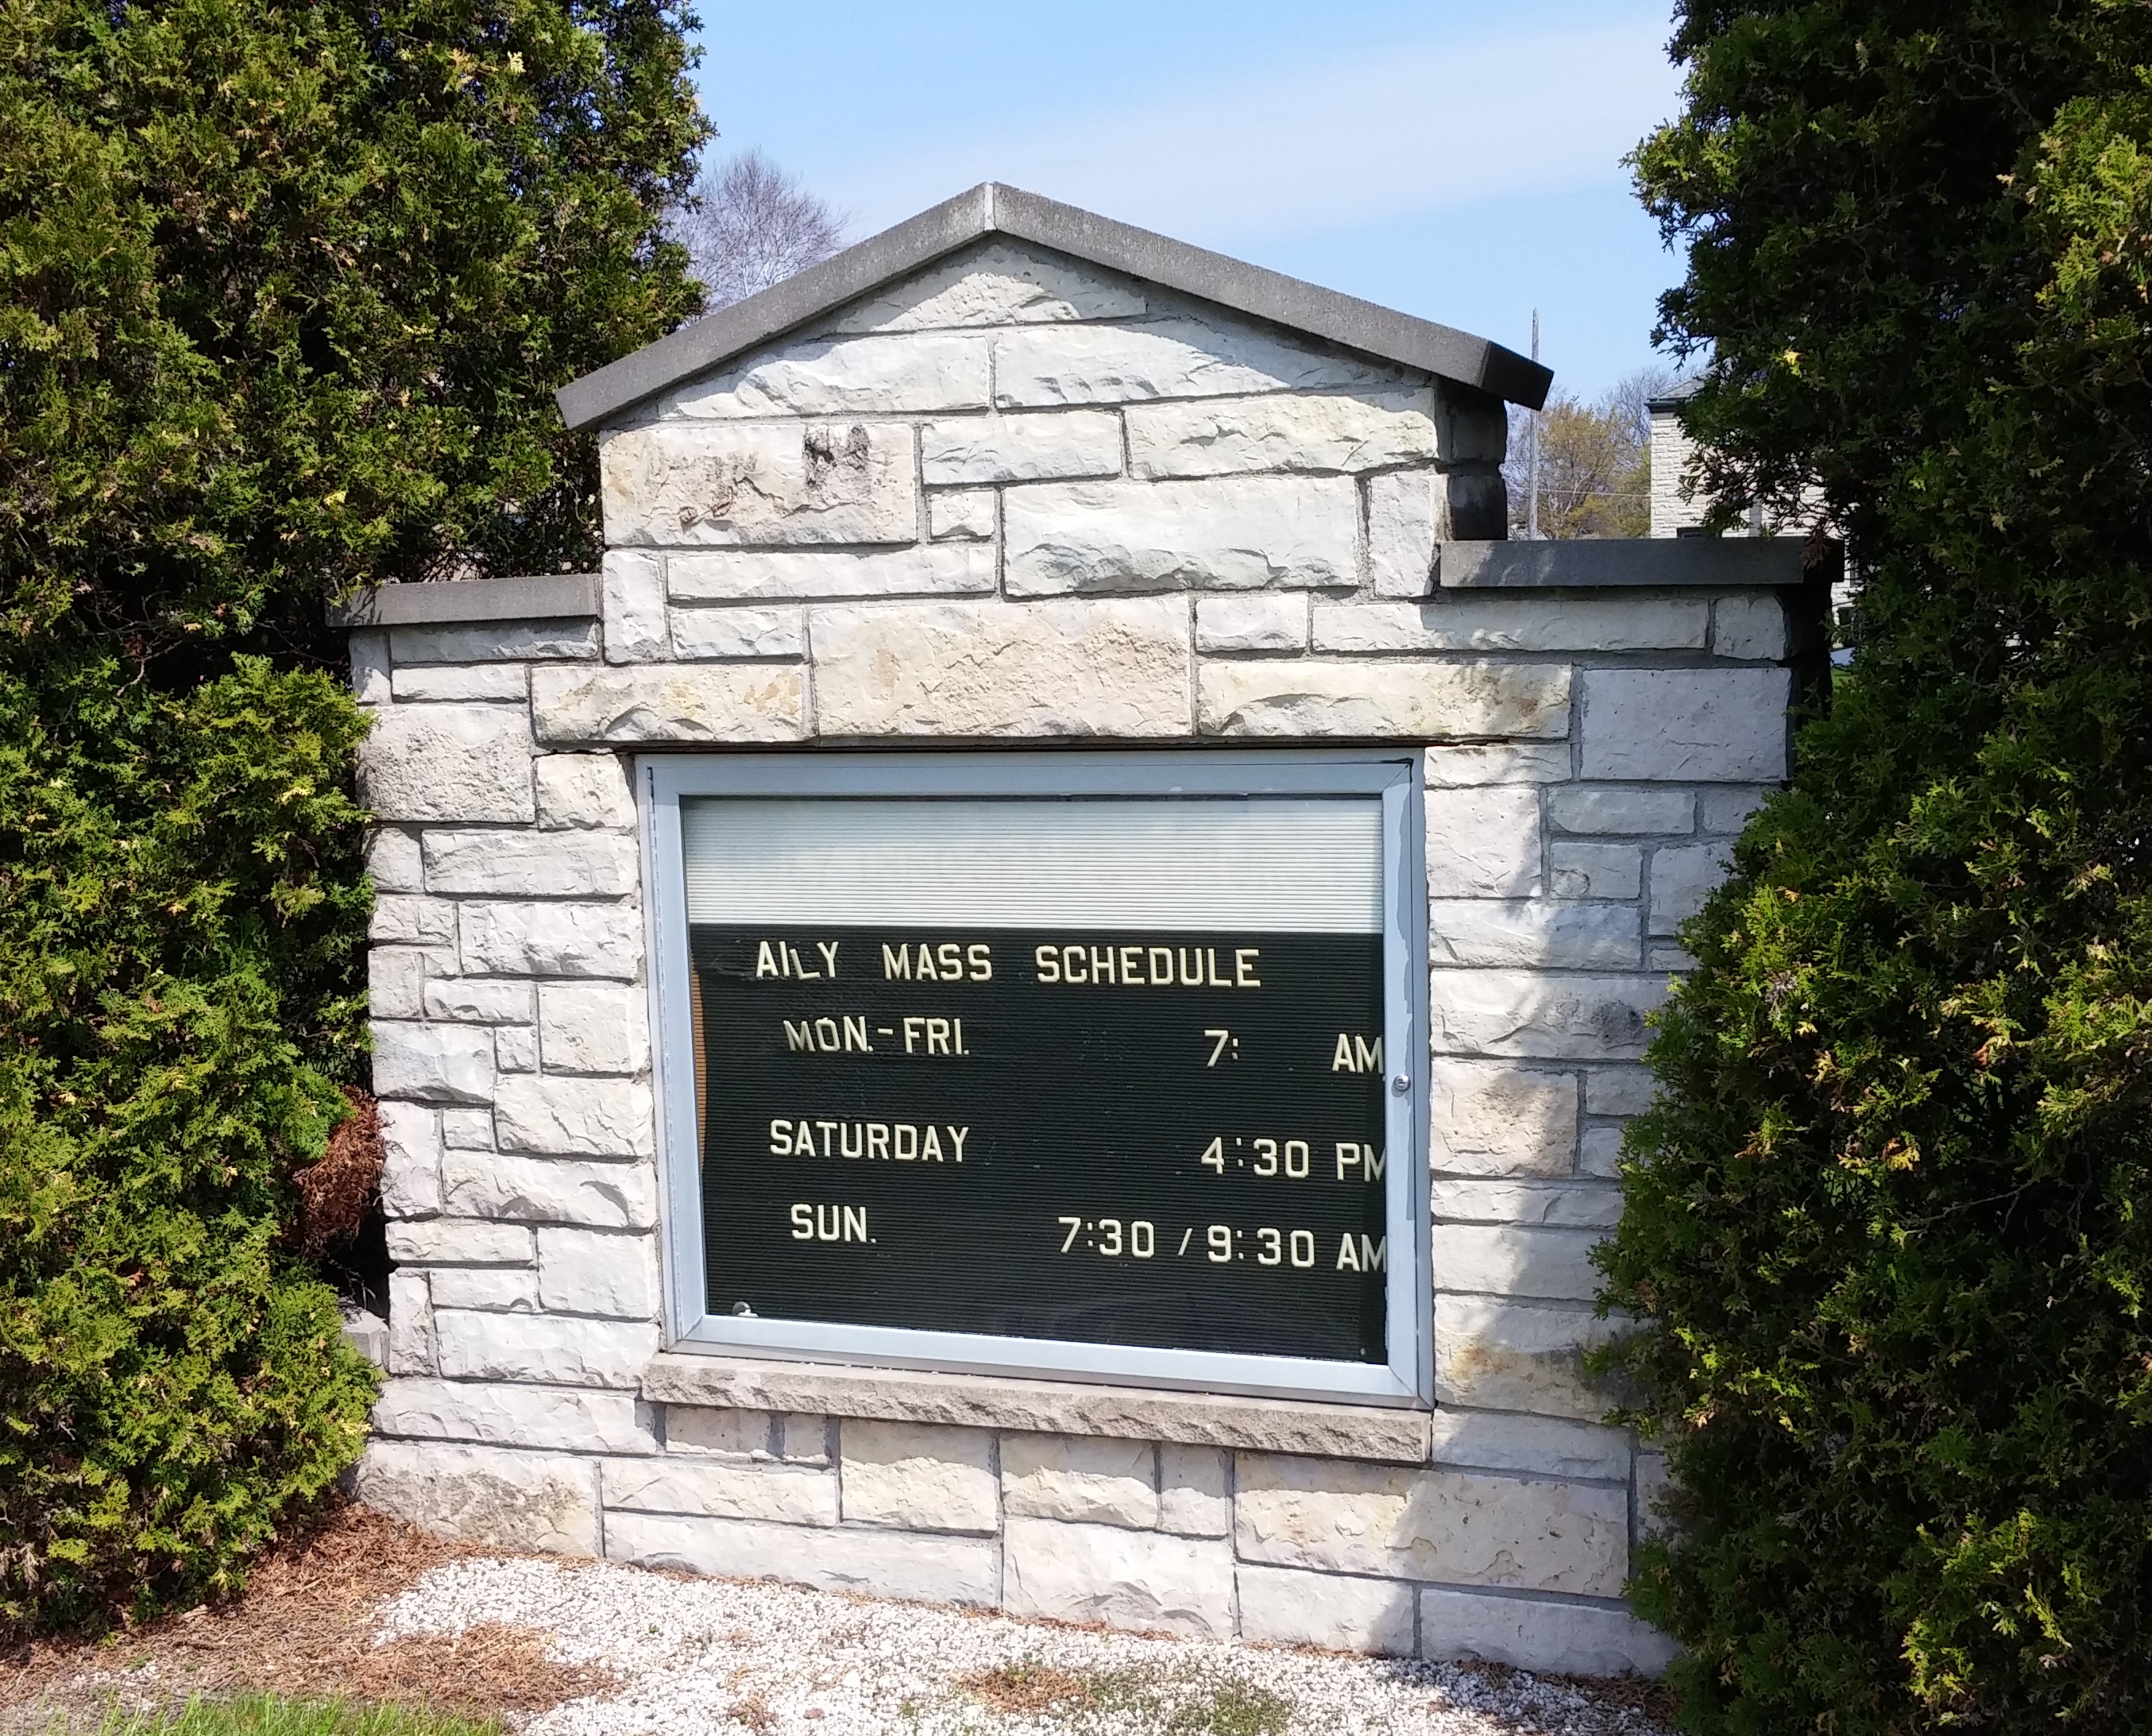 AILY MASS SCHEDULE
MON.-FRI. 7: AM
SATURDAY 4:30 PM
SUN. 7:30 / 9:30 AM